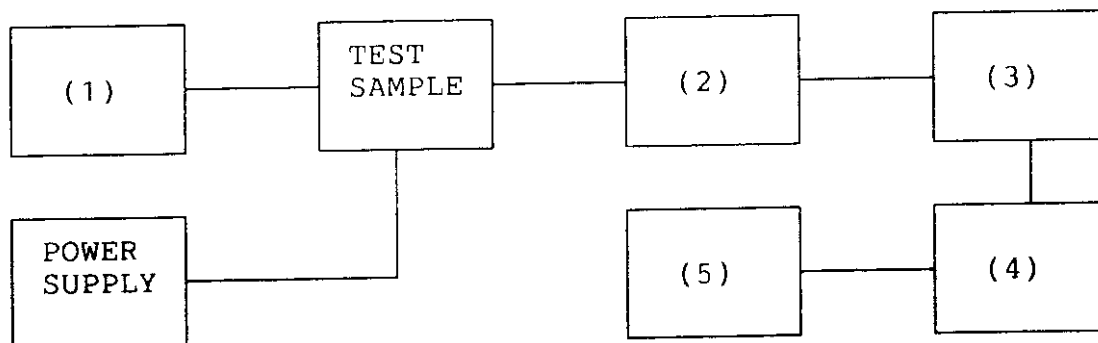 (1)
TEST
SAMPLE
(2)
(3)
POWER
SUPPLY
(5)
(4)